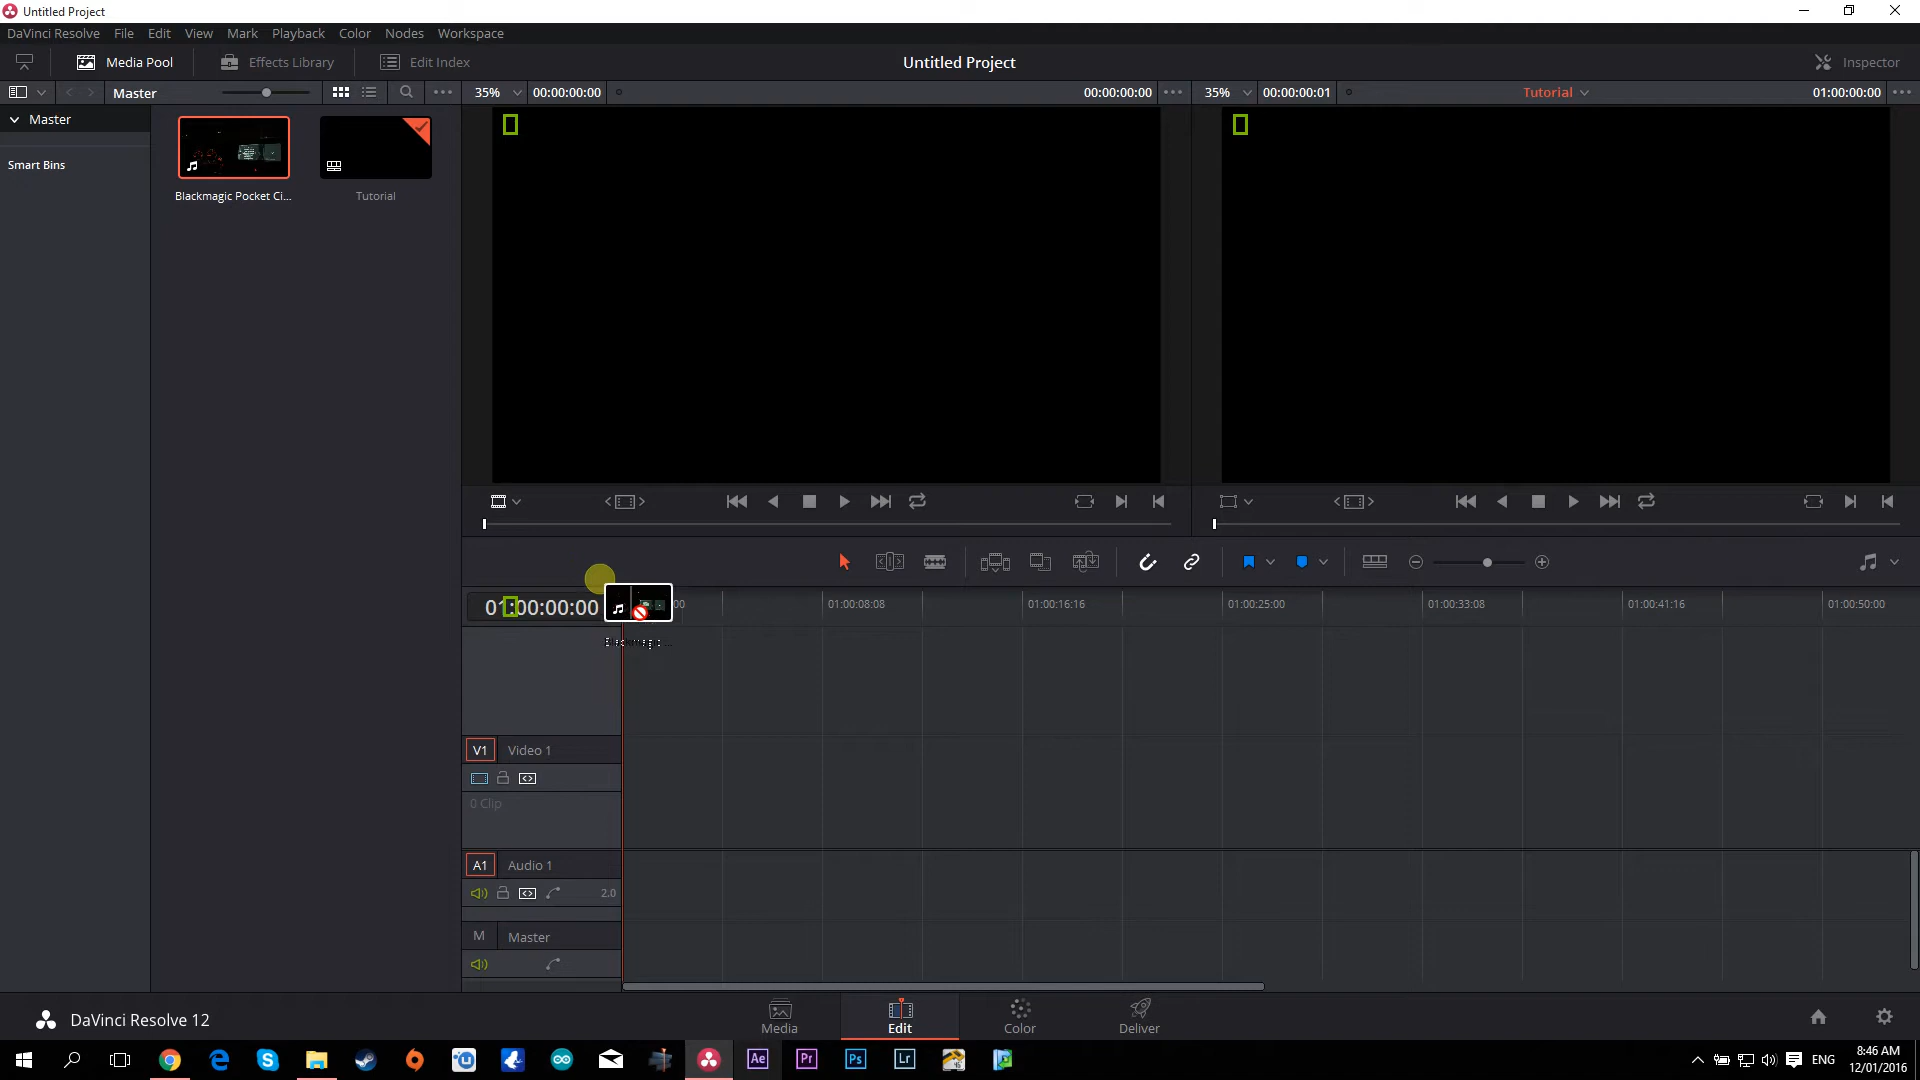 Untitled Project
DaVinci Resolve File Edit View Mark Playback Color Nodes Workspace
Media Pool Effects Library Edit Index Untitled Project Inspector
Master 35% 00:00:00:00 00:00:00:00 35% 00:00:00:01 Tutorial 01:00:00:00
Master
Smart Bins
Blackmagic Pocket Ci... Tutorial
01:00:00:00 00 01:00:08:08 01:00:16:16 01:00:25:00 01:00:33:08 01:00:41:16 01:00:50:00
V1 Video 1
0 Clip
A1 Audio 1
2.0
M Master
DaVinci Resolve 12 Media Edit Color Deliver
Ae Pr Ps Lr ENG 8:46 AM
12/01/2016